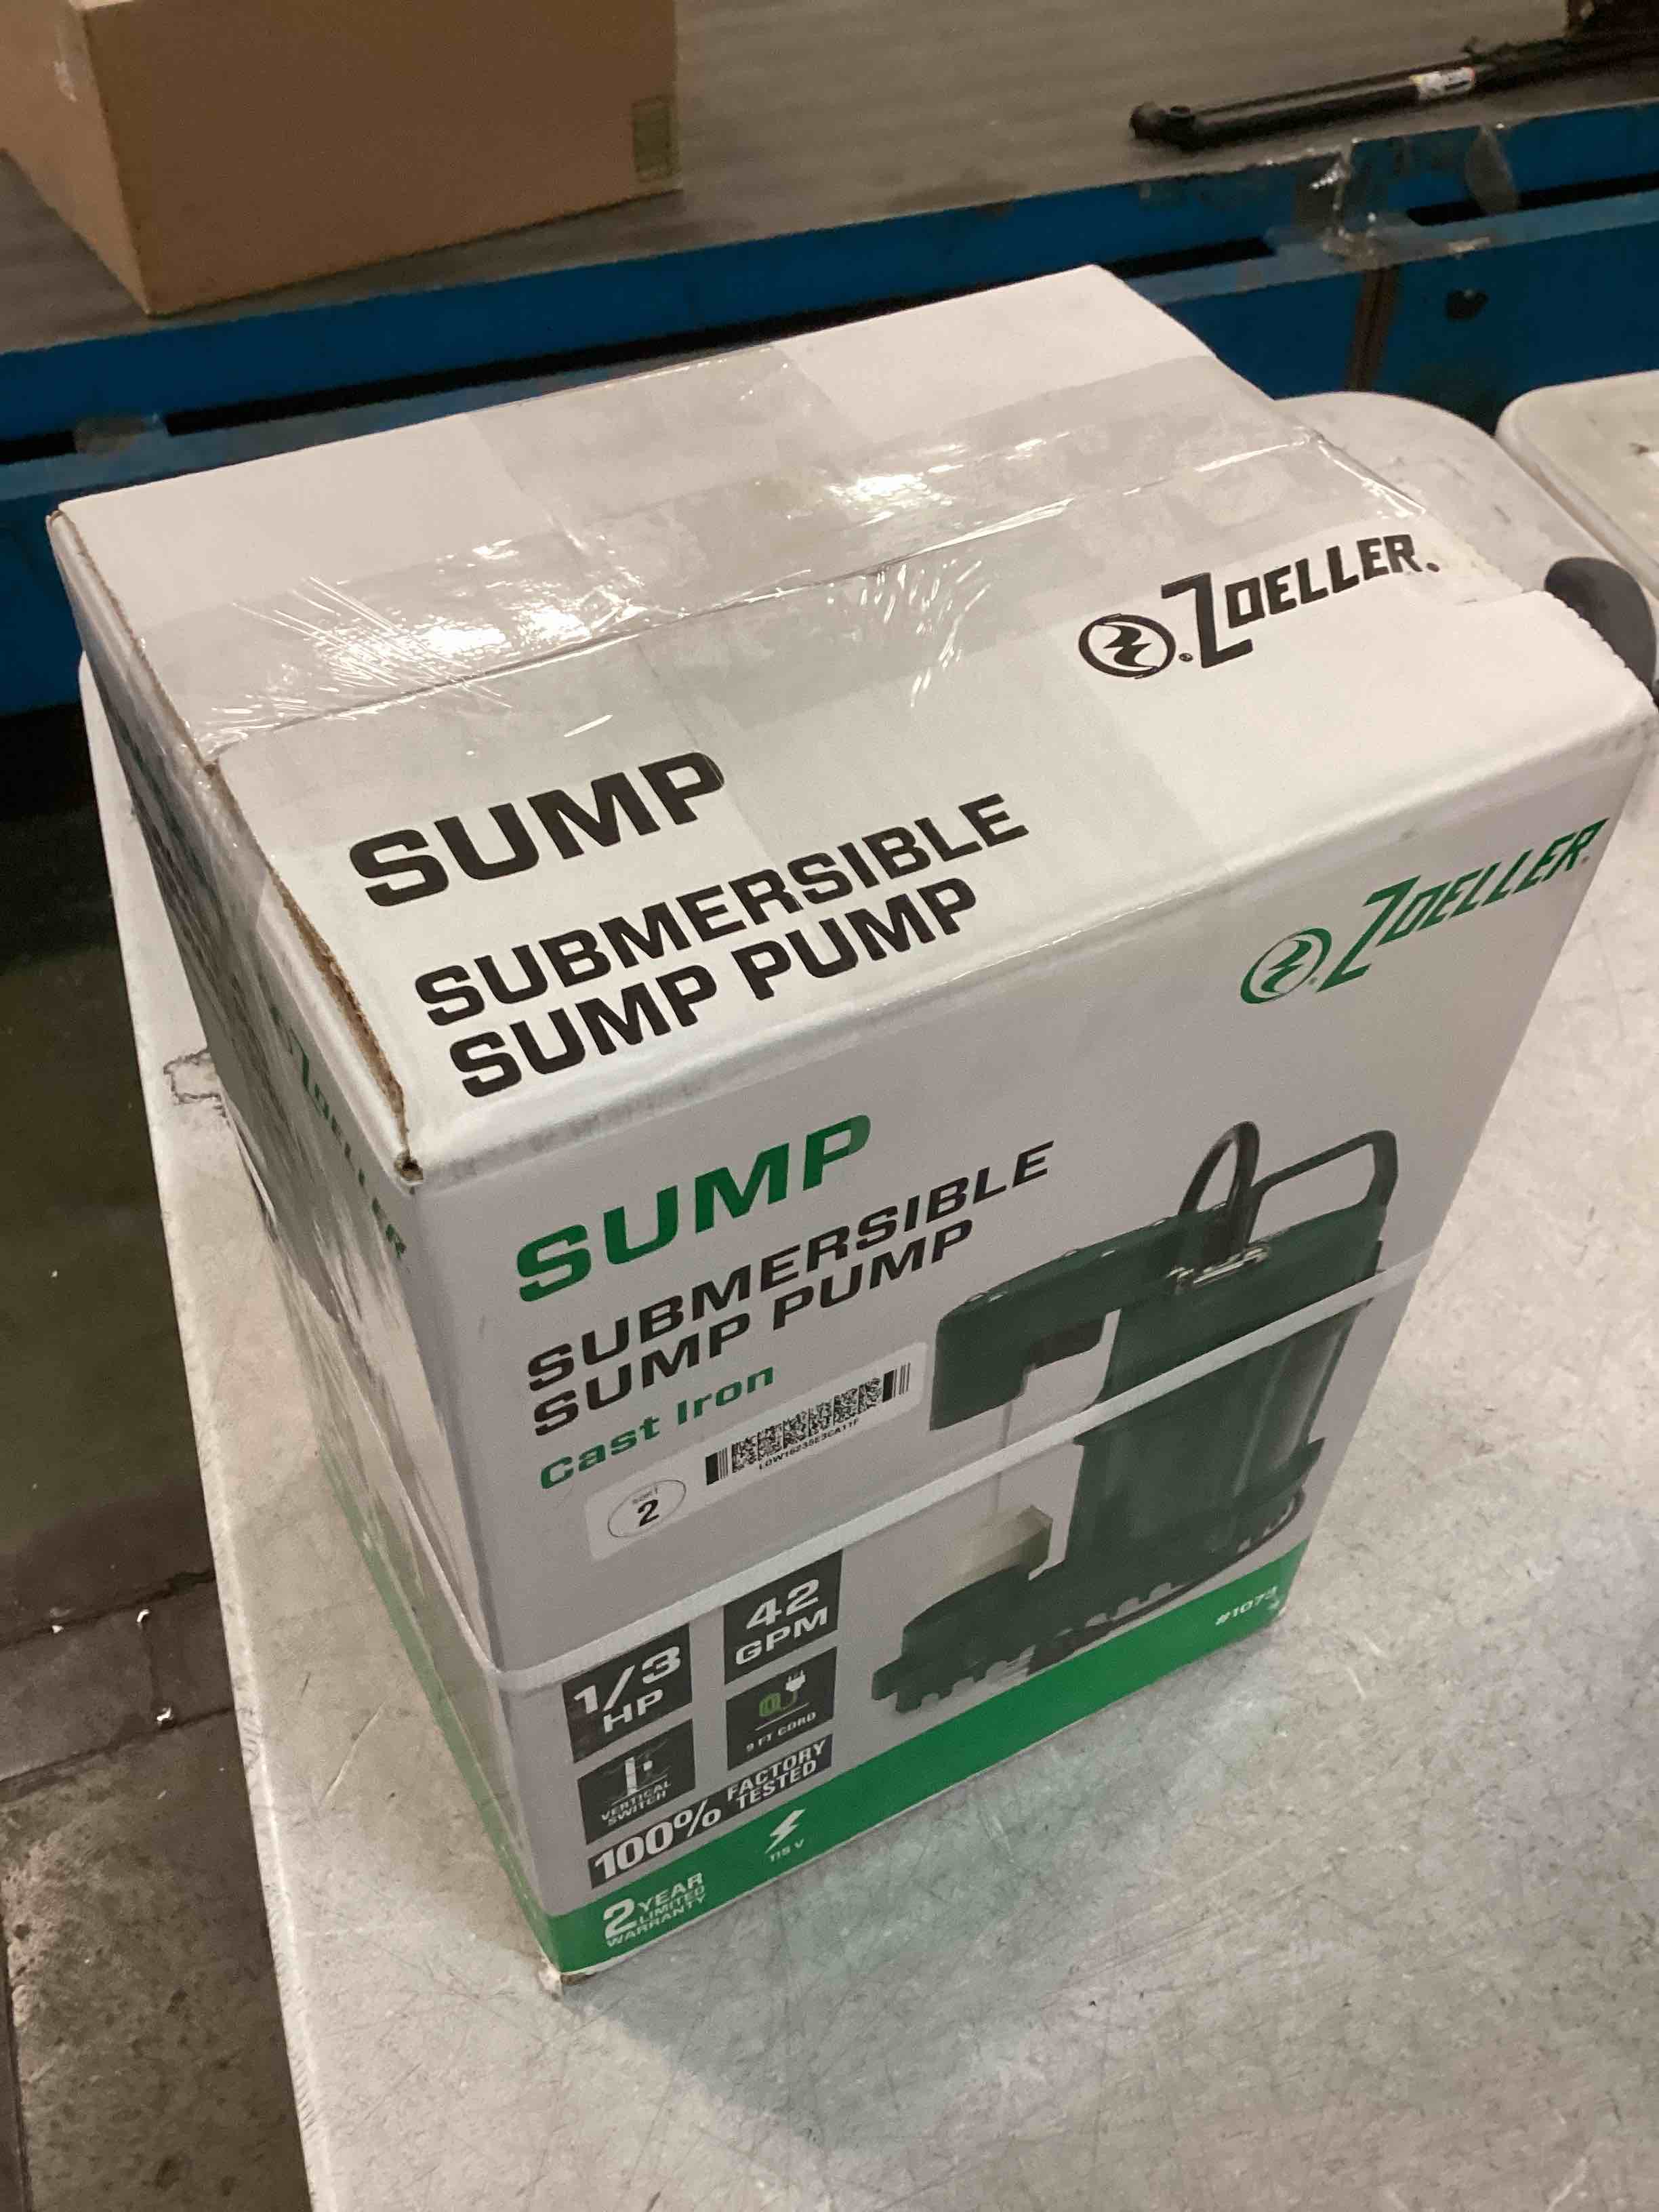 ZOELLER.
SUMP
SUBMERSIBLE
SUMP PUMP
ZOELLER
ZOELLER
SUMP
SUBMERSIBLE
SUMP PUMP
Cast Iron
2
1/3
HP
42
GPM
VERTICAL
SWITCH
9 FT CORD
100% FACTORY
TESTED
115 V
2 YEAR
LIMITED
WARRANTY